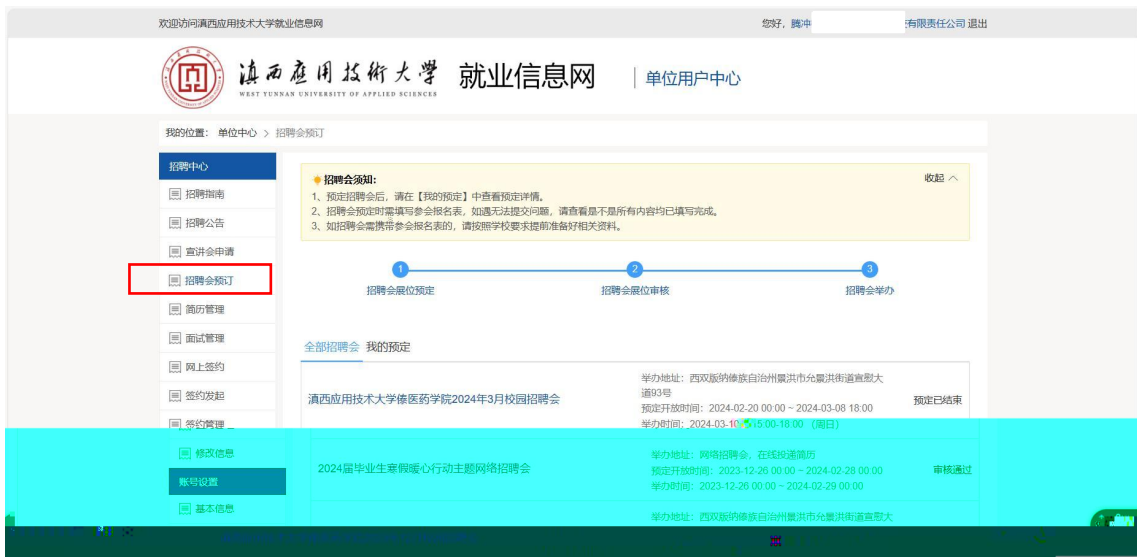 欢迎访问滇西应用技术大学就业信息网
您好，腾冲
有限责任公司 退出
滇西应用技术大学
WEST YUNNAN UNIVERSITY OF APPLIED SCIENCES
就业信息网
单位用户中心
我的位置： 单位中心 > 招聘会预订
招聘中心
招聘指南
招聘公告
宣讲会申请
招聘会预订
简历管理
面试管理
网上签约
签约发起
签约管理
修改信息
账号设置
基本信息
招聘会须知:
收起
1、预定招聘会后，请在【我的预定】中查看预定详情。
2、招聘会预定时需填写参会报名表，如遇无法提交问题，请查看是不是所有内容均已填写完成。
3、如招聘会需携带参会报名表的，请按照学校要求提前准备好相关资料。
1
2
3
招聘会展位预定
招聘会展位审核
招聘会举办
全部招聘会 我的预定
滇西应用技术大学傣医药学院2024年3月校园招聘会
举办地址：西双版纳傣族自治州景洪市允景洪街道宣慰大
道93号
预定开放时间：2024-02-20 00:00 ~ 2024-03-08 18:00
举办时间：2024-03-10 15:00-18:00 （周日）
预定已结束
2024届毕业生寒假暖心行动主题网络招聘会
举办地址：网络招聘会，在线投递简历
预定开放时间：2023-12-26 00:00 ~ 2024-02-28 00:00
举办时间：2023-12-26 00:00 ~ 2024-02-29 00:00
审核通过
举办地址：西双版纳傣族自治州景洪市允景洪街道宣慰大